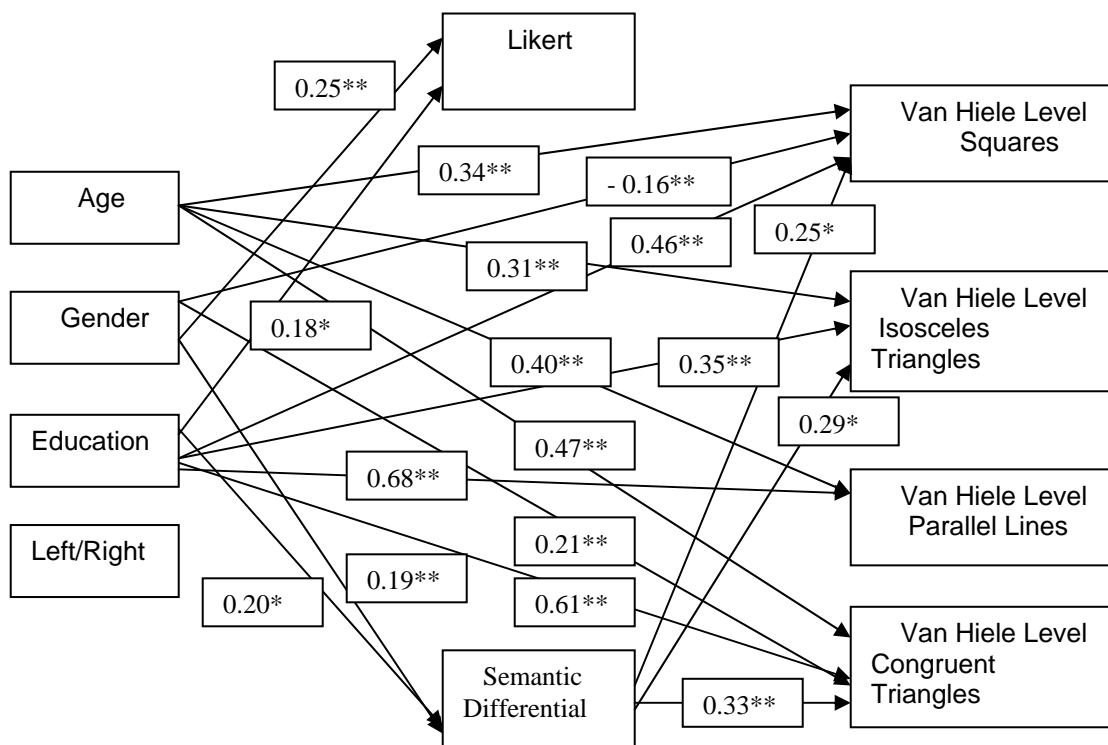 Likert
0.25**
Van Hiele Level
Squares
0.34**
- 0.16**
Age
0.25*
0.46**
0.31**
Gender
Van Hiele Level
Isosceles
Triangles
0.18*
0.40**
0.35**
Education
0.29*
0.47**
0.68**
Van Hiele Level
Parallel Lines
Left/Right
0.21**
0.19**
0.20*
0.61**
Van Hiele Level
Congruent
Triangles
Semantic
Differential
0.33**